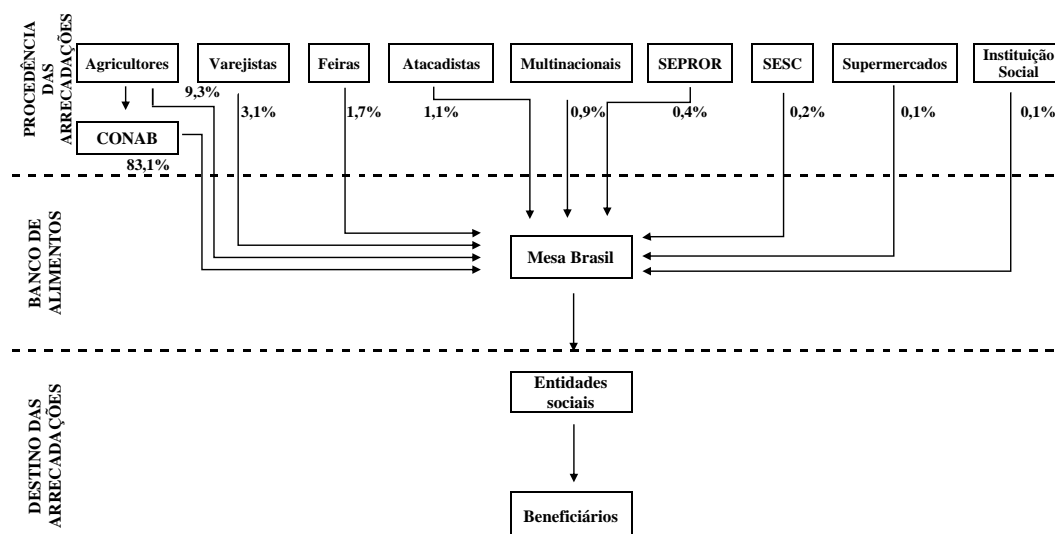 PROCEDÊNCIA
DAS
ARRECADAÇÕES
Agricultores
Varejistas
Feiras
Atacadistas
Multinacionais
SEPROR
SESC
Supermercados
Instituição
Social
9,3%
3,1%
1,7%
1,1%
0,9%
0,4%
0,2%
0,1%
0,1%
CONAB
83,1%
BANCO DE
ALIMENTOS
Mesa Brasil
DESTINO DAS
ARRECADAÇÕES
Entidades
sociais
Beneficiários